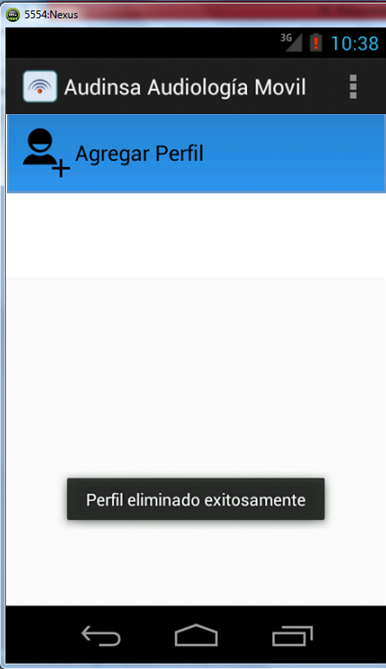 5554:Nexus
3G 10:38
Audinsa Audiología Movil
Agregar Perfil
Perfil eliminado exitosamente